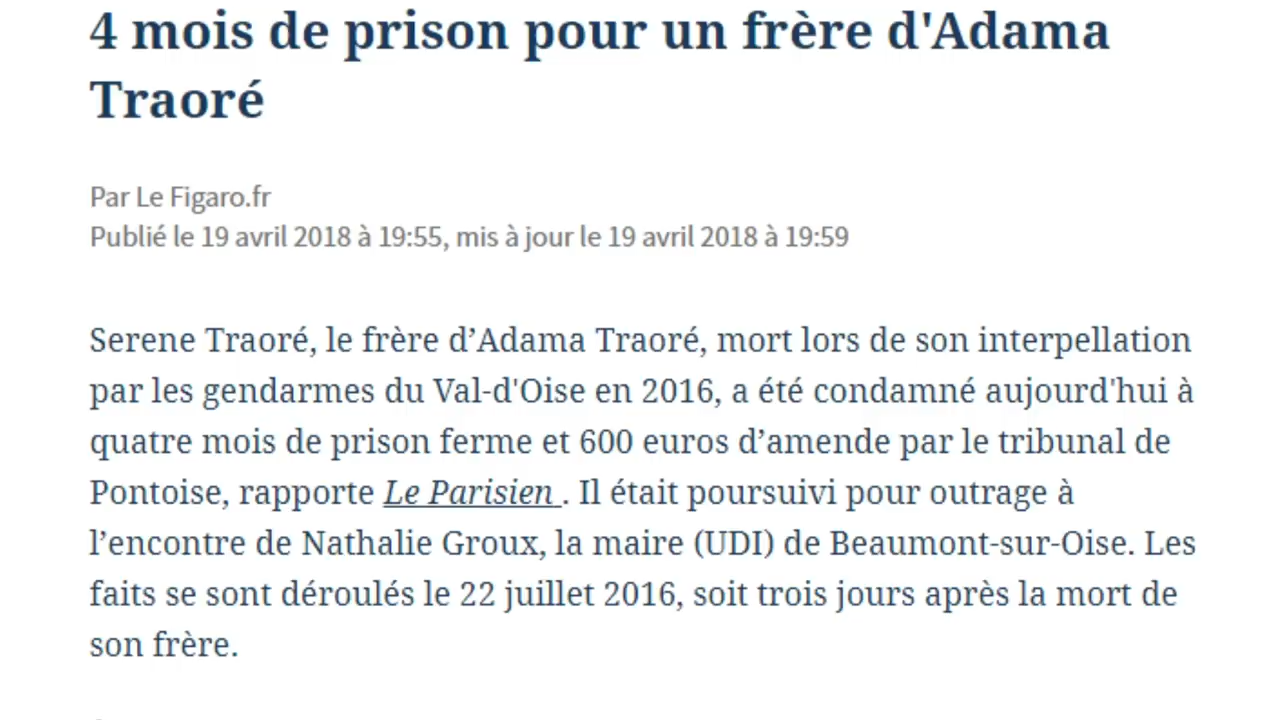 4 mois de prison pour un frère d'Adama
Traoré
Par Le Figaro.fr
Publié le 19 avril 2018 à 19:55, mis à jour le 19 avril 2018 à 19:59
Serene Traoré, le frère d’Adama Traoré, mort lors de son interpellation
par les gendarmes du Val-d'Oise en 2016, a été condamné aujourd'hui à
quatre mois de prison ferme et 600 euros d’amende par le tribunal de
Pontoise, rapporte Le Parisien . Il était poursuivi pour outrage à
l’encontre de Nathalie Groux, la maire (UDI) de Beaumont-sur-Oise. Les
faits se sont déroulés le 22 juillet 2016, soit trois jours après la mort de
son frère.